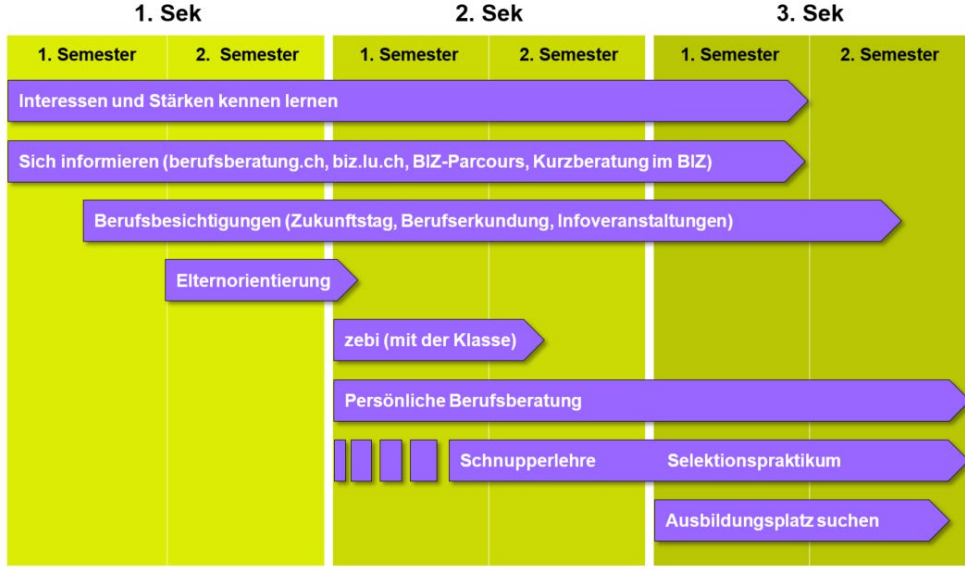 1. Sek 2. Sek 3. Sek
1. Semester 2. Semester 1. Semester 2. Semester 1. Semester 2. Semester
Interessen und Stärken kennen lernen
Sich informieren (berufsberatung.ch, biz.lu.ch, BIZ-Parcours, Kurzberatung im BIZ)
Berufsbesichtigungen (Zukunftstag, Berufserkundung, Infoveranstaltungen)
Elternorientierung
zebi (mit der Klasse)
Persönliche Berufsberatung
Schnupperlehre Selektionspraktikum
Ausbildungsplatz suchen